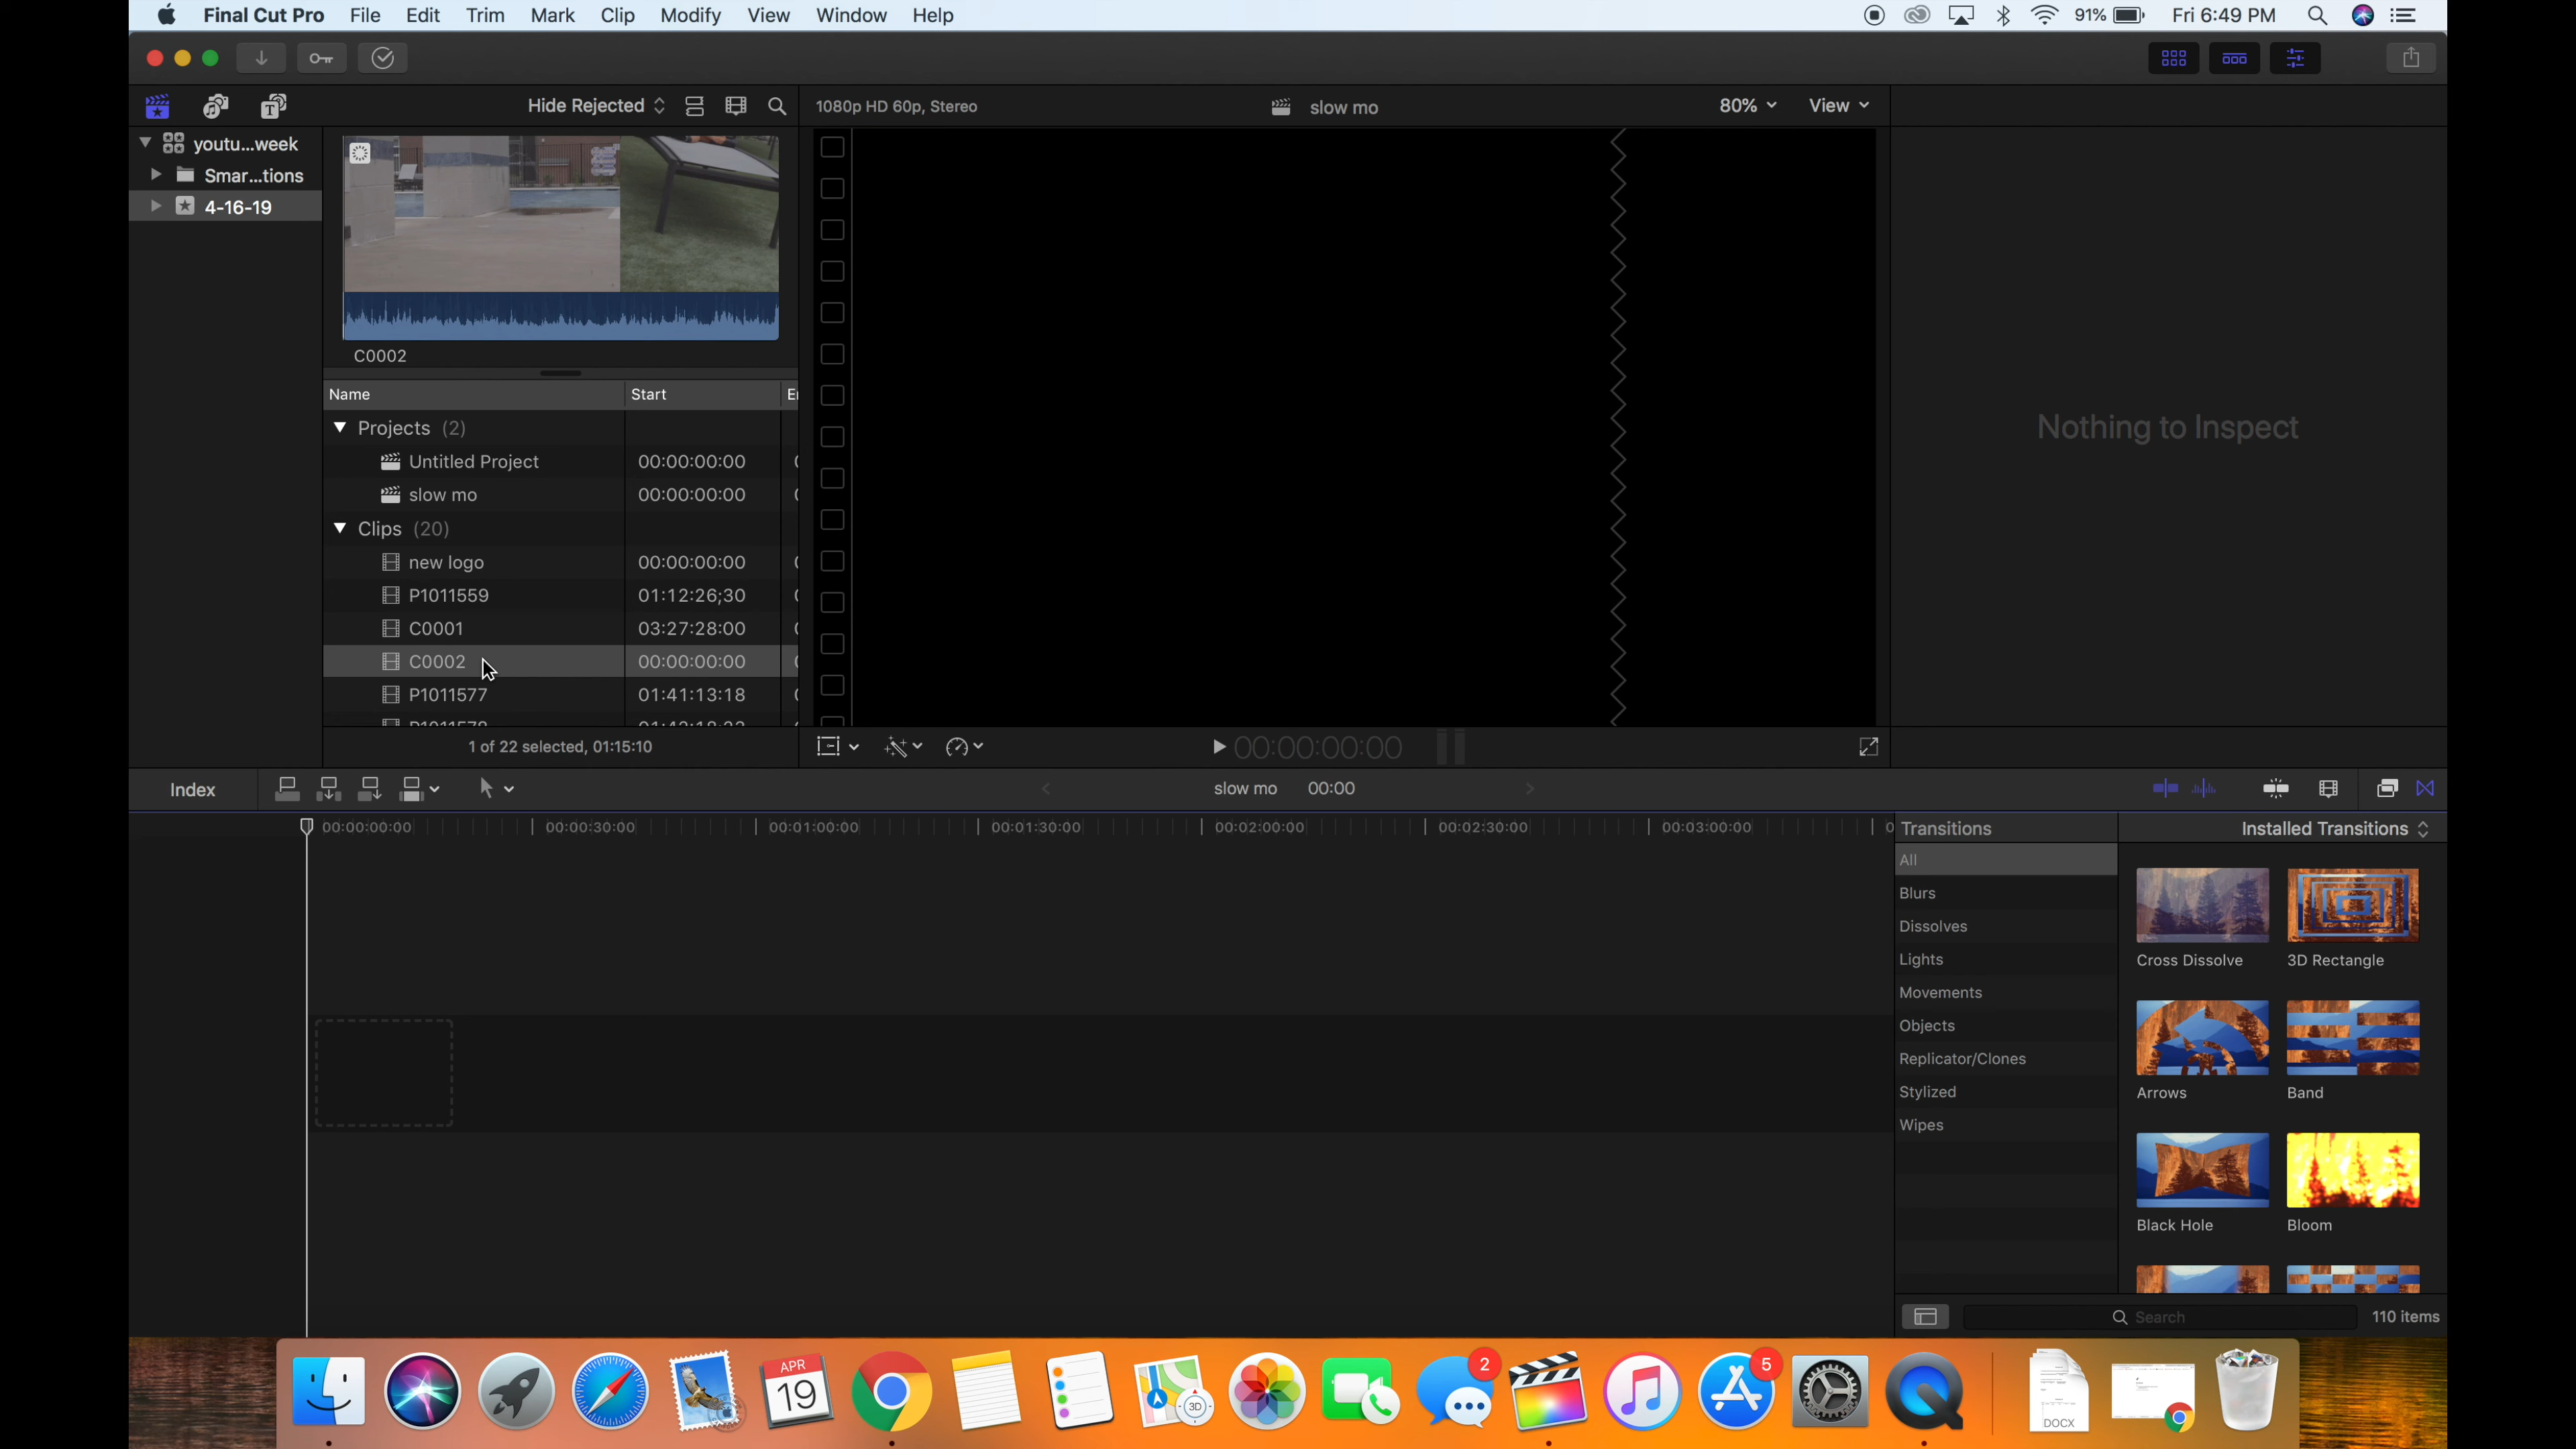 Final Cut Pro File Edit Trim Mark Clip Modify View Window Help 91% Fri 6:49 PM
Hide Rejected 1080p HD 60p, Stereo slow mo 80% View
youtu...week
Smar...tions
4-16-19
C0002
Name Start
Projects (2)
Untitled Project 00:00:00:00
slow mo 00:00:00:00
Clips (20)
new logo 00:00:00:00
P1011559 01:12:26;30
C0001 03:27:28:00
C0002 00:00:00:00
P1011577 01:41:13:18
Nothing to Inspect
1 of 22 selected, 01:15:10 00:00:00:00
Index slow mo 00:00
00:00:00:00 00:00:30:00 00:01:00:00 00:01:30:00 00:02:00:00 00:02:30:00 00:03:00:00
Transitions Installed Transitions
All
Blurs
Dissolves
Lights
Movements
Objects
Replicator/Clones
Stylized
Wipes
Cross Dissolve 3D Rectangle
Arrows Band
Black Hole Bloom
Search 110 items
APR
19
3D
2
5
DOCX